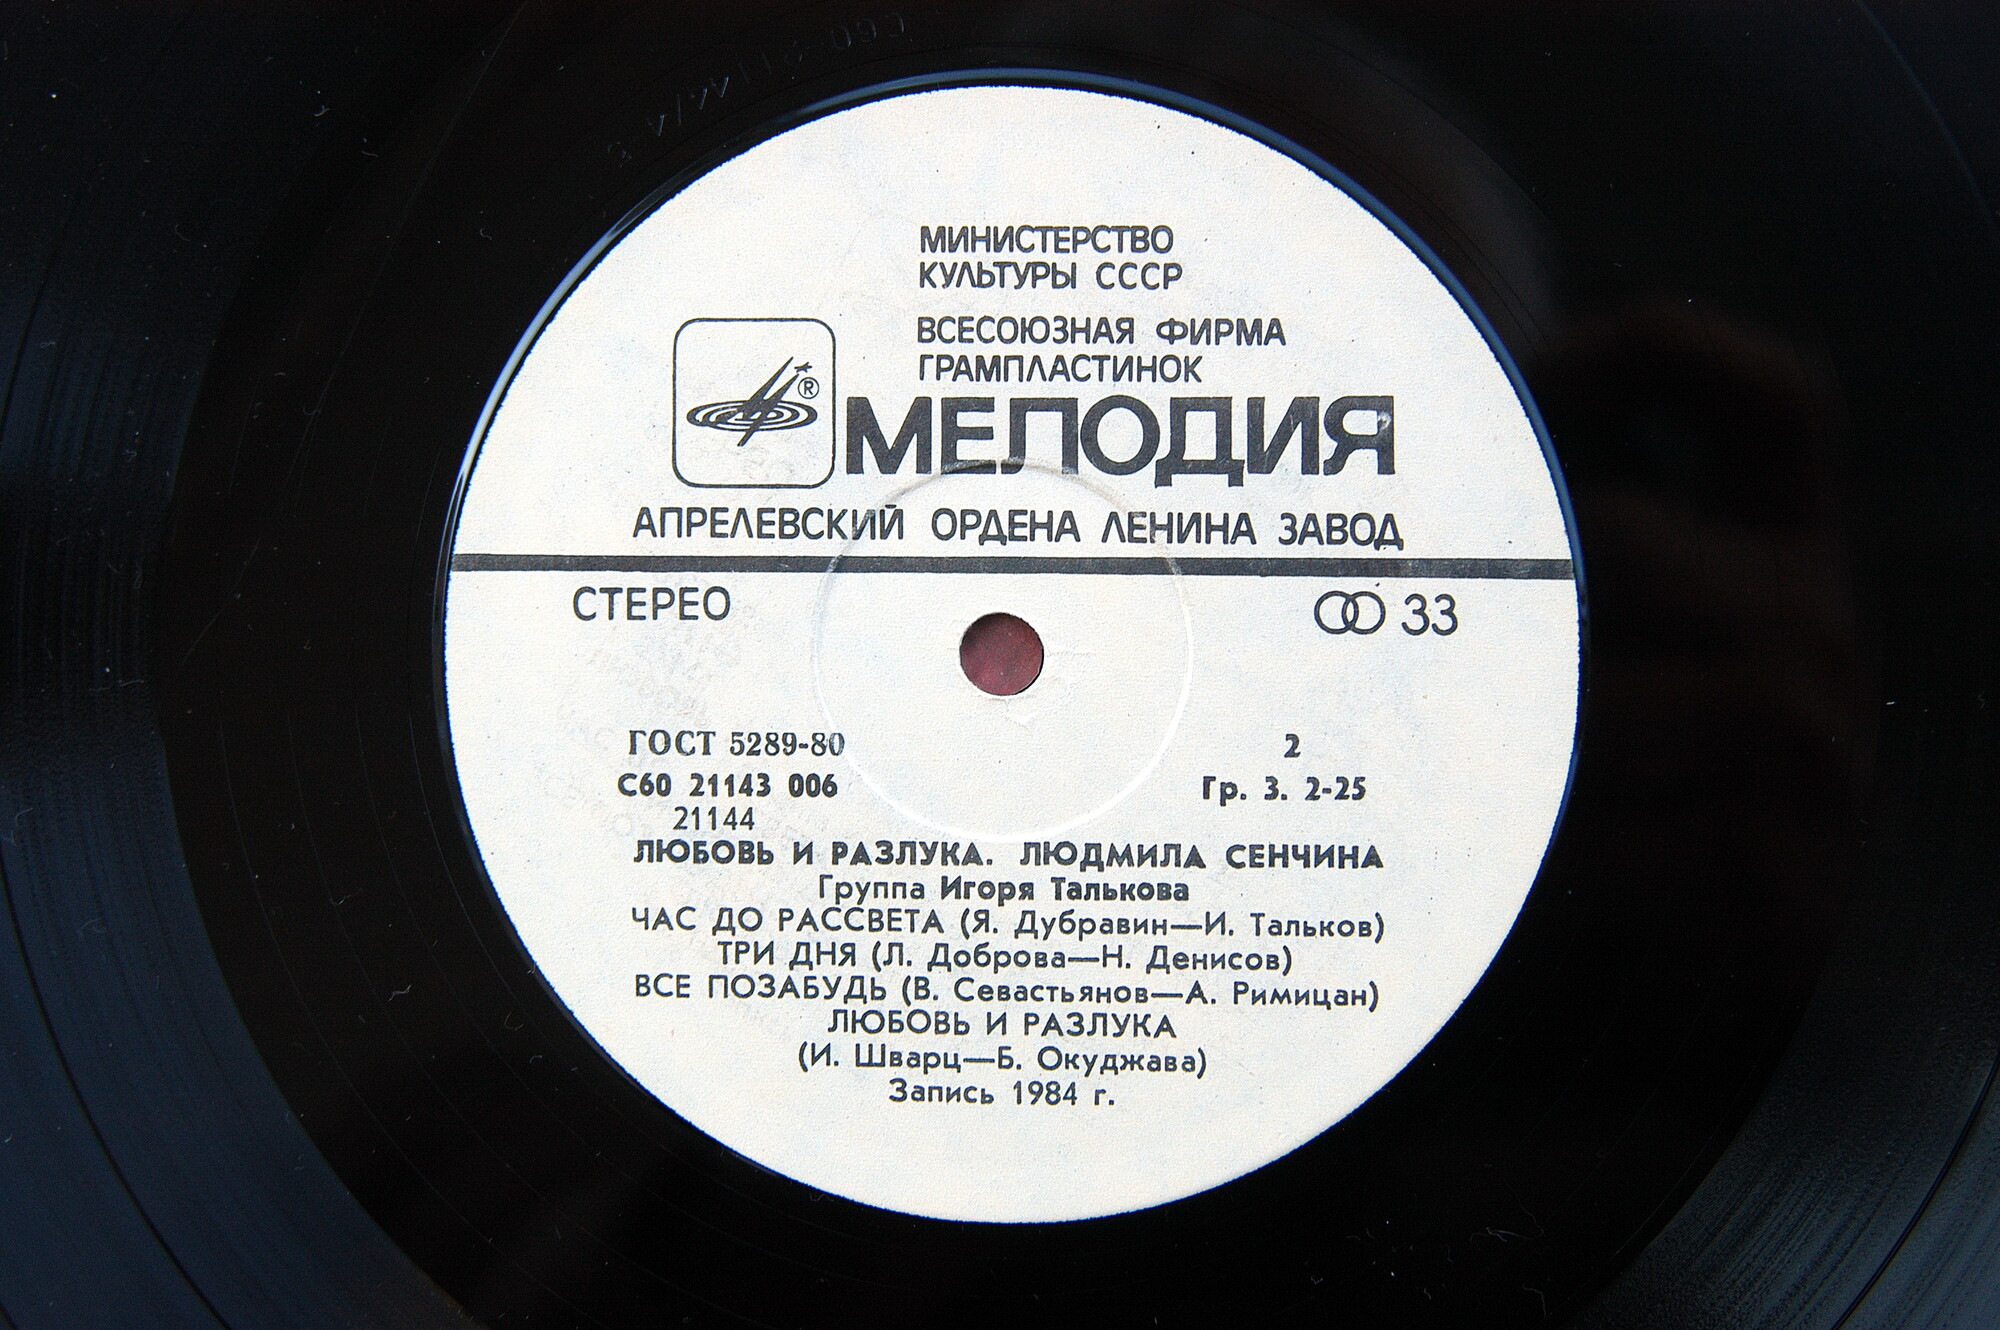 МИНИСТЕРСТВО
КУЛЬТУРЫ СССР
ВСЕСОЮЗНАЯ ФИРМА
ГРАМПЛАСТИНОК
®
МЕЛОДИЯ
АПРЕЛЕВСКИЙ ОРДЕНА ЛЕНИНА ЗАВОД
СТЕРЕО
33
ГОСТ 5289-80
2
С60 21143 006
Гр. 3. 2-25
21144
ЛЮБОВЬ И РАЗЛУКА. ЛЮДМИЛА СЕНЧИНА
Группа Игоря Талькова
ЧАС ДО РАССВЕТА (Я. Дубравин—И. Тальков)
ТРИ ДНЯ (Л. Доброва—Н. Денисов)
ВСЕ ПОЗАБУДЬ (В. Севастьянов—А. Римицан)
ЛЮБОВЬ И РАЗЛУКА
(И. Шварц—Б. Окуджава)
Запись 1984 г.